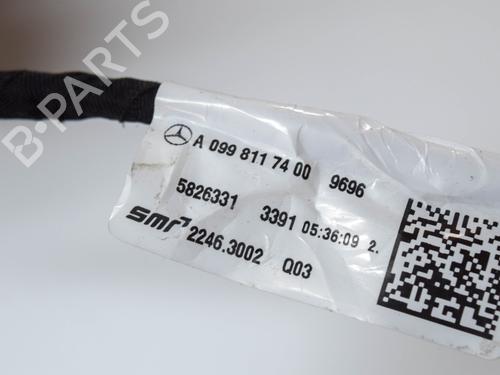 B-PARTS
A 099 811 74 00 9696
5826331 3391 05:36:09 2.
smr 2246.3002 Q03